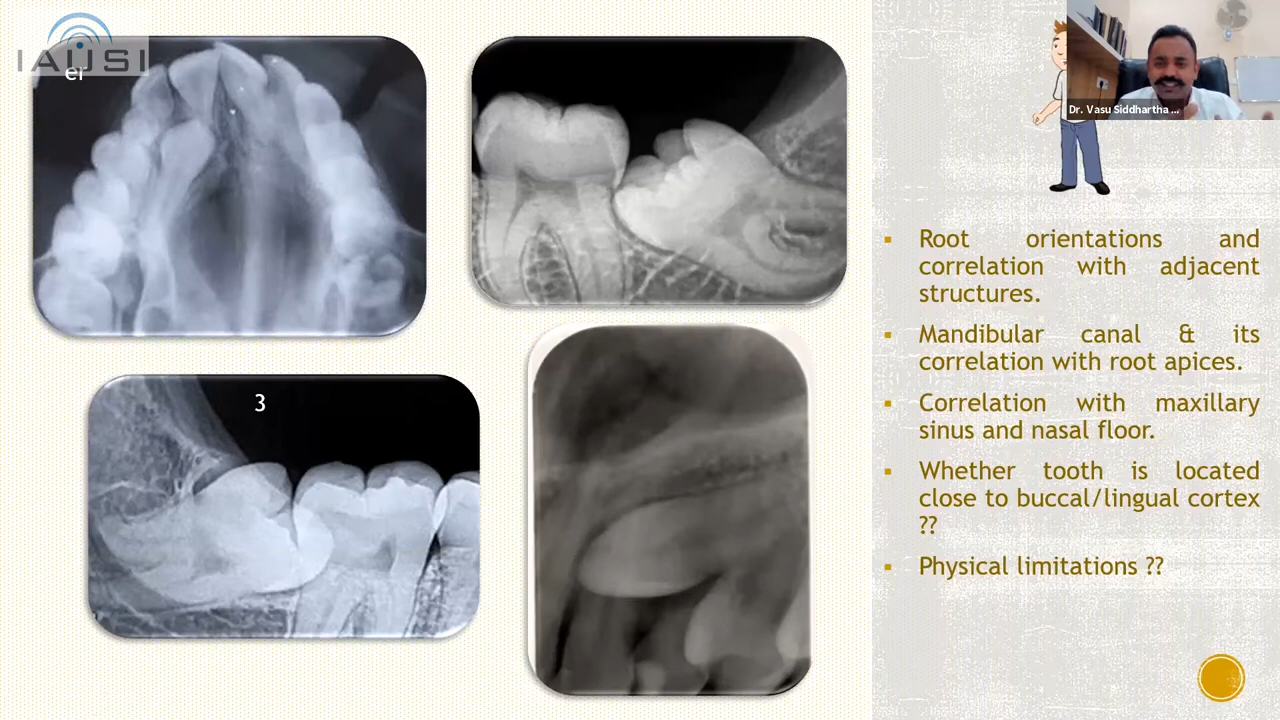 IAUSI
er
3
Dr. Vasu Siddhartha ...
Root orientations and
correlation with adjacent
structures.
Mandibular canal & its
correlation with root apices.
Correlation with maxillary
sinus and nasal floor.
Whether tooth is located
close to buccal/lingual cortex
??
Physical limitations ??